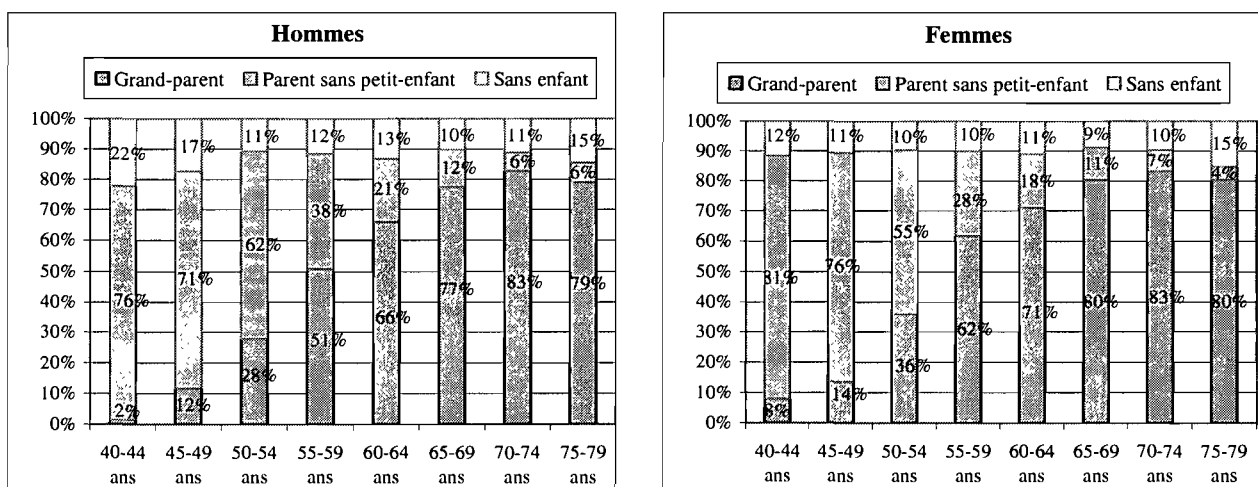 Hommes
Grand-parent Parent sans petit-enfant Sans enfant
100%
90%
80%
70%
60%
50%
40%
30%
20%
10%
0%
22% 17% 11% 12% 13% 10% 11% 15%
76% 71% 62% 38% 21% 12% 6% 6%
2% 12% 28% 51% 66% 77% 83% 79%
40-44 45-49 50-54 55-59 60-64 65-69 70-74 75-79
ans ans ans ans ans ans ans ans
Femmes
Grand-parent Parent sans petit-enfant Sans enfant
100%
90%
80%
70%
60%
50%
40%
30%
20%
10%
0%
12% 11% 10% 10% 11% 9% 10% 15%
81% 76% 55% 28% 18% 11% 7% 4%
8% 14% 36% 62% 71% 80% 83% 80%
40-44 45-49 50-54 55-59 60-64 65-69 70-74 75-79
ans ans ans ans ans ans ans ans